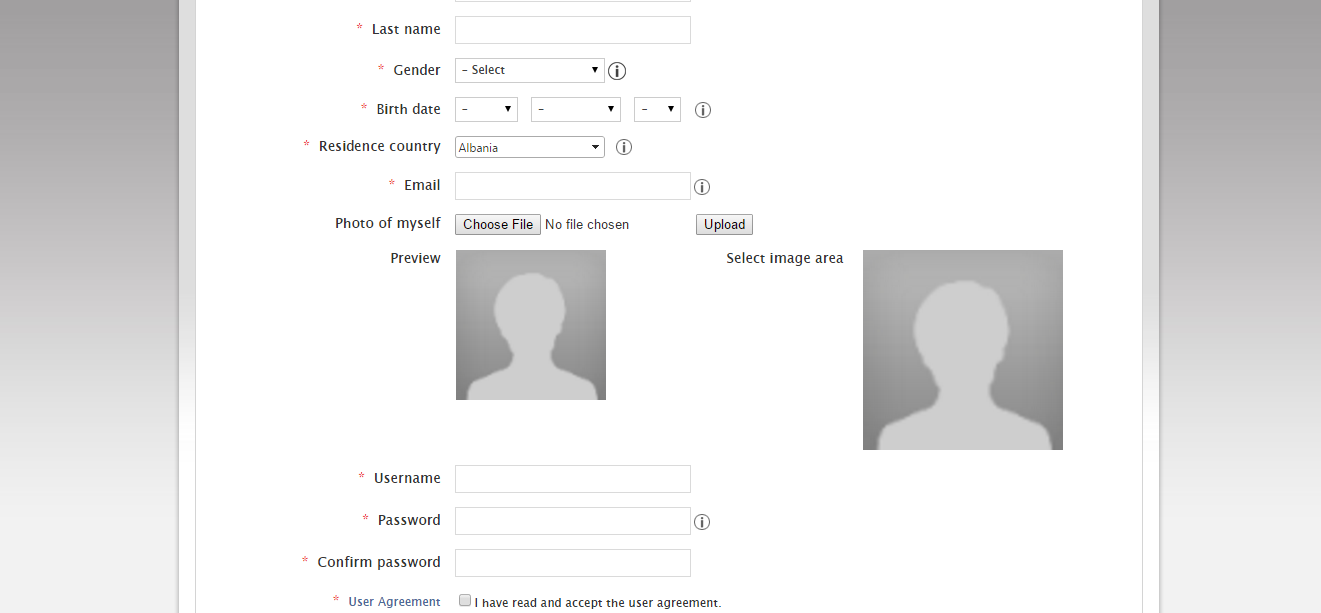 * Last name
* Gender – Select
* Birth date – – –
* Residence country Albania
* Email
Photo of myself Choose File No file chosen Upload
Preview Select image area
* Username
* Password
* Confirm password
* User Agreement I have read and accept the user agreement.